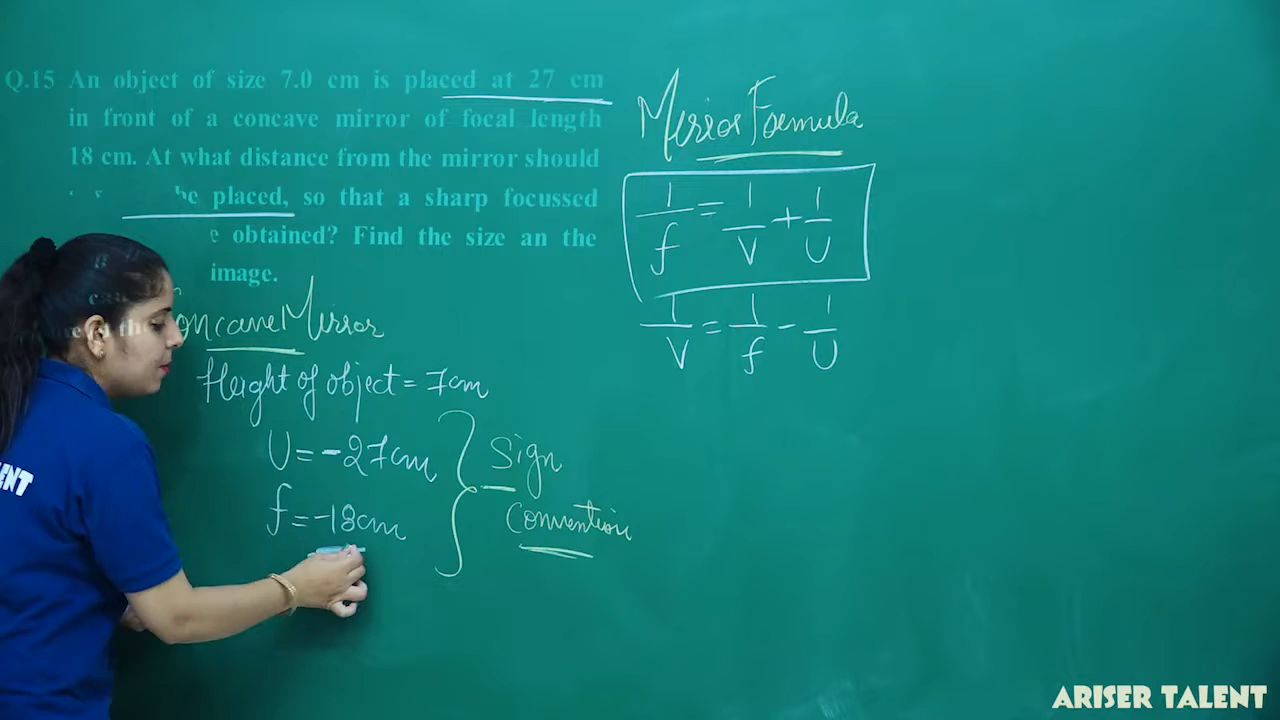 Q.15 An object of size 7.0 cm is placed at 27 cm
in front of a concave mirror of focal length
18 cm. At what distance from the mirror should
be placed, so that a sharp focussed
e obtained? Find the size an the
image.
Concave Mirror
Height of object = 7cm
U = -27cm
f = -18cm
Sign
Convention
Mirror Formula
1/f = 1/V + 1/U
1/V = 1/f - 1/U
ENT
ARISER TALENT